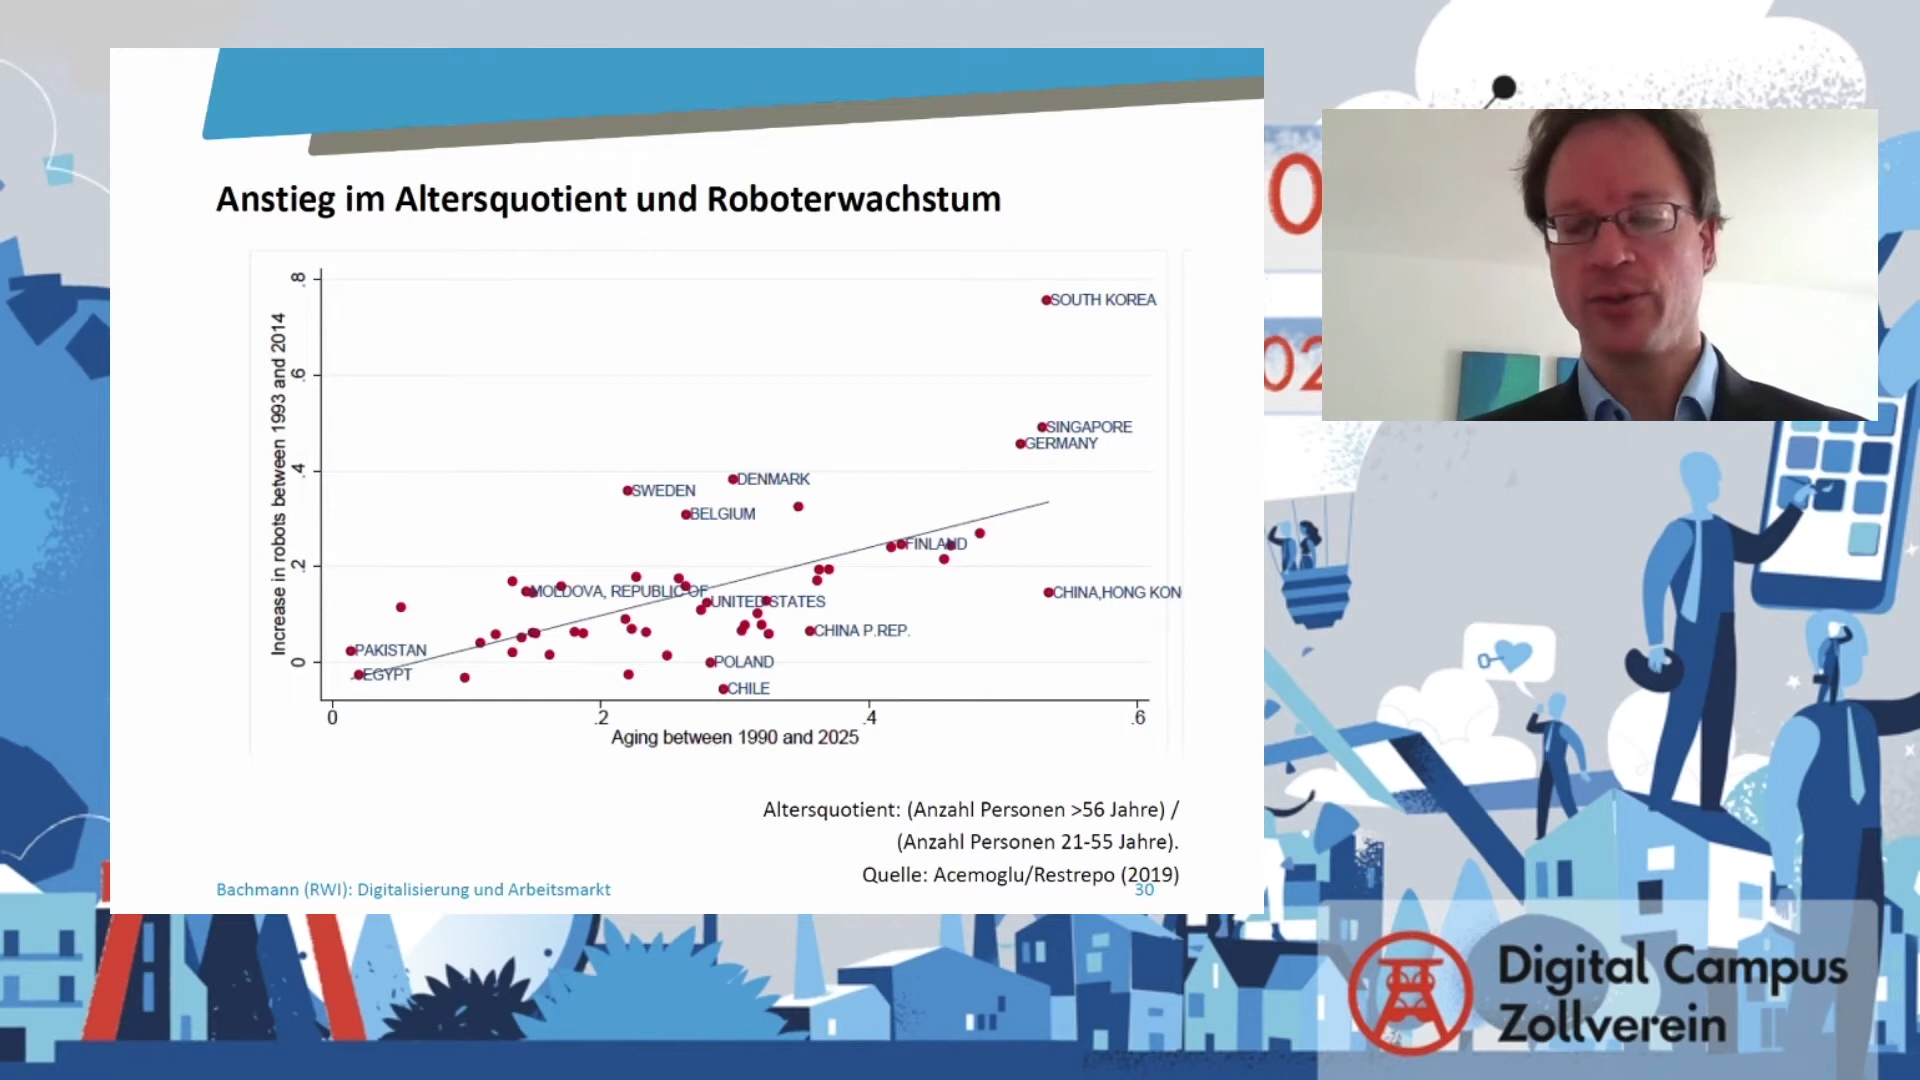 Anstieg im Altersquotient und Roboterwachstum
Increase in robots between 1993 and 2014
.8
.6
.4
.2
0
SOUTH KOREA
SINGAPORE
GERMANY
DENMARK
SWEDEN
BELGIUM
FINLAND
MOLDOVA, REPUBLIC OF
CHINA,HONG KON
UNITED STATES
CHINA P.REP.
PAKISTAN
POLAND
EGYPT
CHILE
0 .2 .4 .6
Aging between 1990 and 2025
Altersquotient: (Anzahl Personen >56 Jahre) /
(Anzahl Personen 21-55 Jahre).
Quelle: Acemoglu/Restrepo (2019)
Bachmann (RWI): Digitalisierung und Arbeitsmarkt
30
0
02
Digital Campus
Zollverein